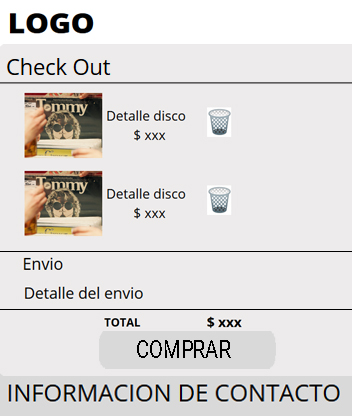 LOGO
Check Out
Tommy
Detalle disco
$ xxx
Tommy
Detalle disco
$ xxx
Envio
Detalle del envio
TOTAL $ xxx
COMPRAR
INFORMACION DE CONTACTO